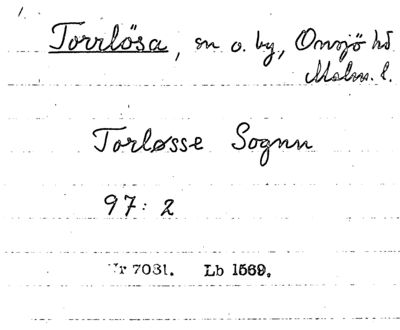 Torrlösa, sn o. by, Onsjö hd
Malm. l.
Torløsse Sognn
97: 2
Nr 7031. Lb 1569.